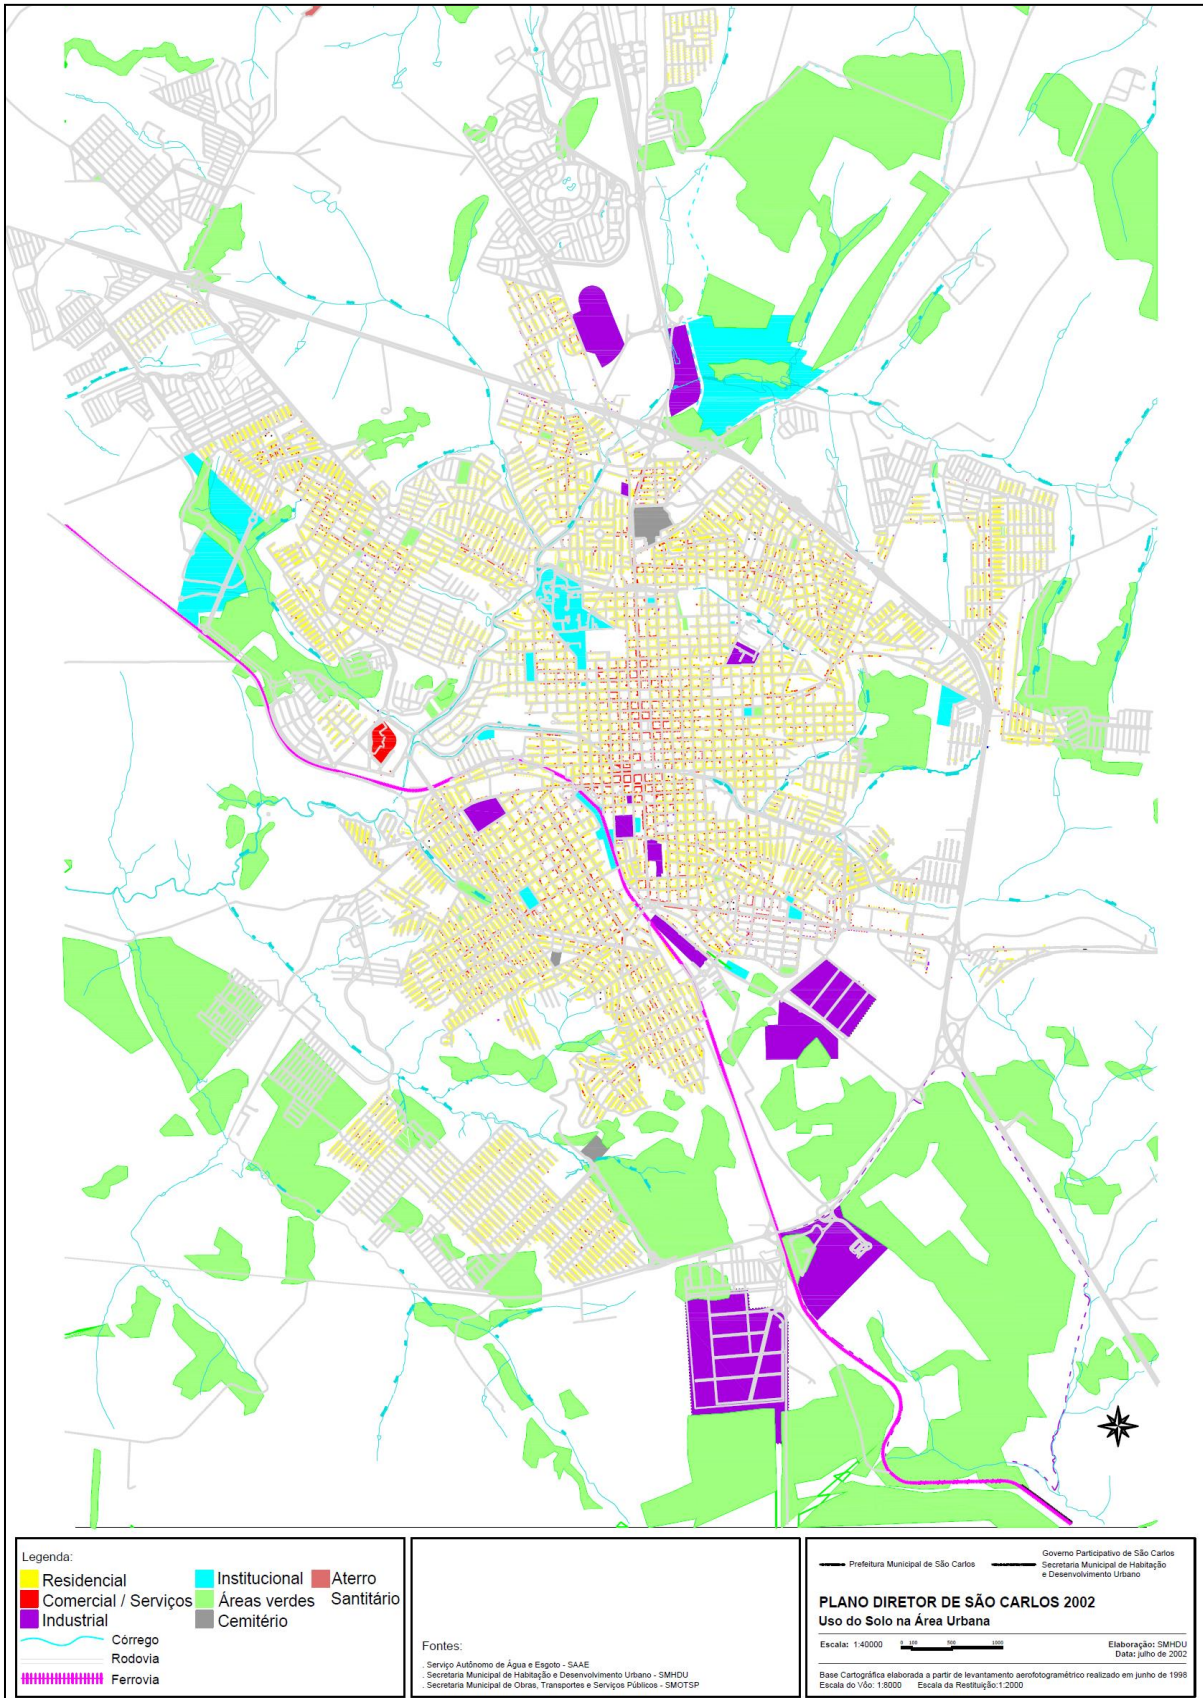 Legenda:
Residencial
Comercial / Serviços
Industrial
Institucional
Áreas verdes
Cemitério
Aterro
Santitário
Córrego
Rodovia
Ferrovia
Fontes:
. Serviço Autônomo de Água e Esgoto - SAAE
. Secretaria Municipal de Habitação e Desenvolvimento Urbano - SMHDU
. Secretaria Municipal de Obras, Transportes e Serviços Públicos - SMOTSP
Prefeitura Municipal de São Carlos
Governo Participativo de São Carlos
Secretaria Municipal de Habitação
e Desenvolvimento Urbano
PLANO DIRETOR DE SÃO CARLOS 2002
Uso do Solo na Área Urbana
Escala: 1:40000
0 100 500 1000
Elaboração: SMHDU
Data: julho de 2002
Base Cartográfica elaborada a partir de levantamento aerofotogramétrico realizado em junho de 1998
Escala do Vôo: 1:8000 Escala da Restituição:1:2000